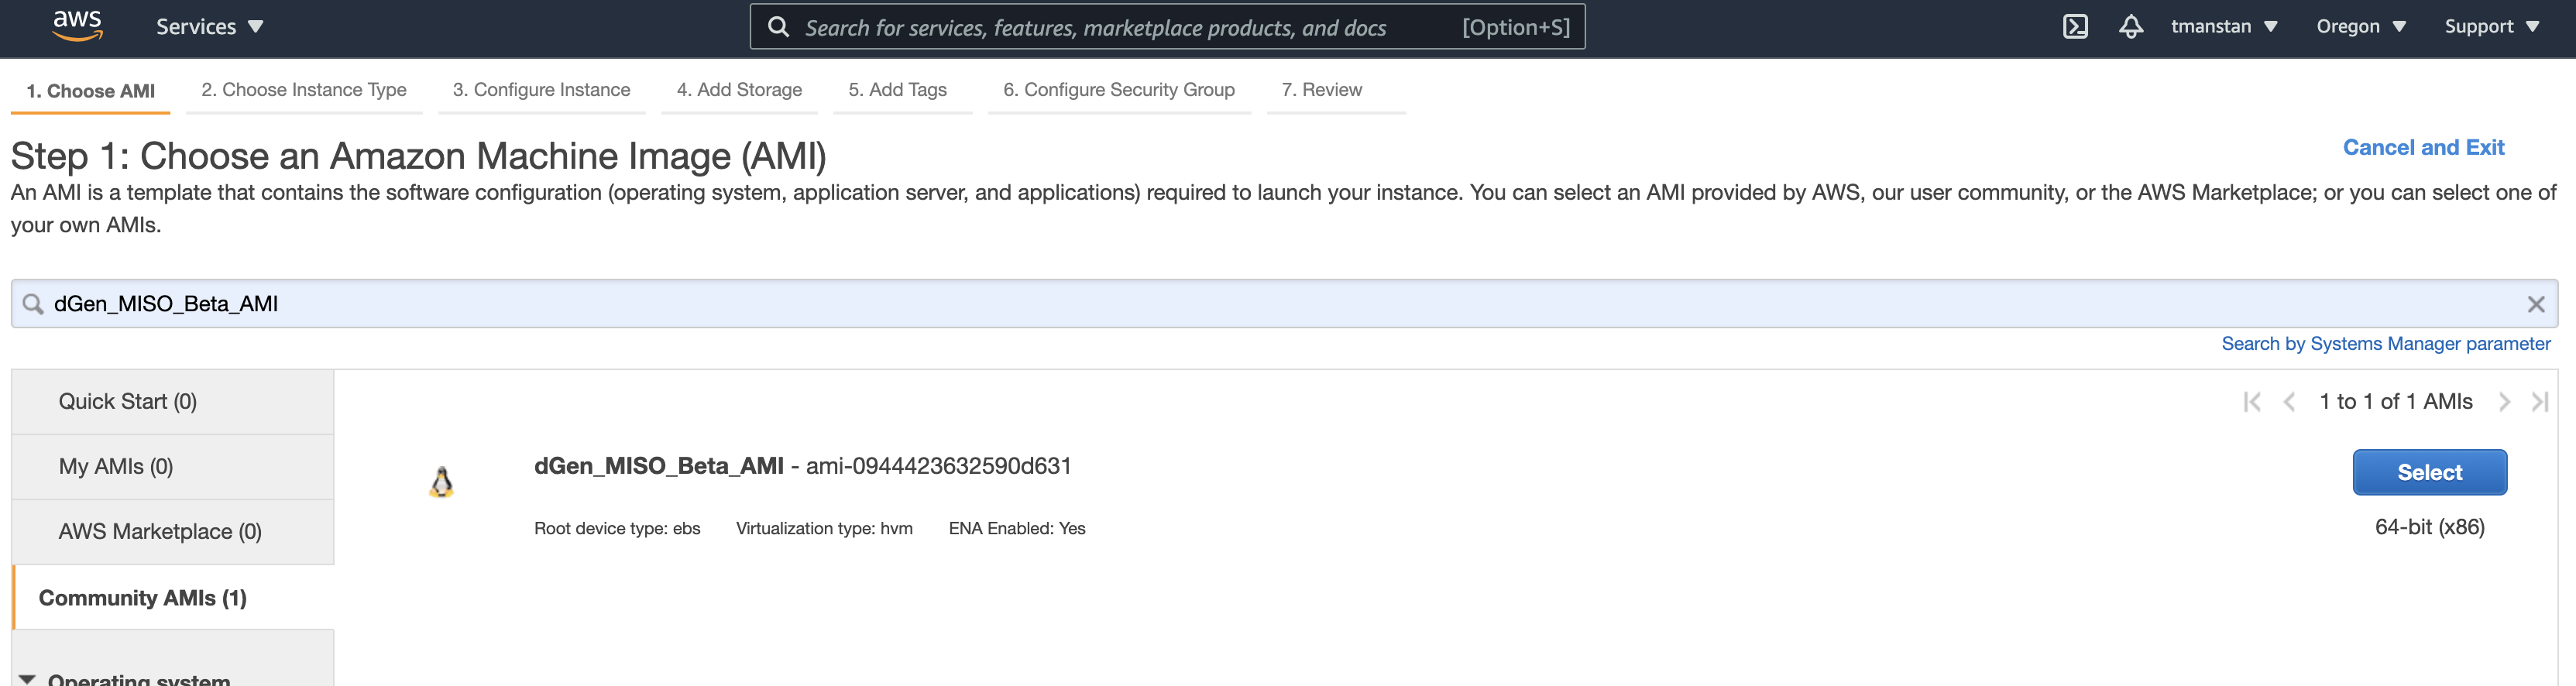 aws Services Search for services, features, marketplace products, and docs [Option+S] tmanstan Oregon Support
1. Choose AMI 2. Choose Instance Type 3. Configure Instance 4. Add Storage 5. Add Tags 6. Configure Security Group 7. Review
Step 1: Choose an Amazon Machine Image (AMI)
Cancel and Exit
An AMI is a template that contains the software configuration (operating system, application server, and applications) required to launch your instance. You can select an AMI provided by AWS, our user community, or the AWS Marketplace; or you can select one of
your own AMIs.
dGen_MISO_Beta_AMI
Search by Systems Manager parameter
Quick Start (0)
My AMIs (0)
AWS Marketplace (0)
Community AMIs (1)
Operating system
1 to 1 of 1 AMIs
dGen_MISO_Beta_AMI - ami-0944423632590d631
Select
Root device type: ebs Virtualization type: hvm ENA Enabled: Yes
64-bit (x86)